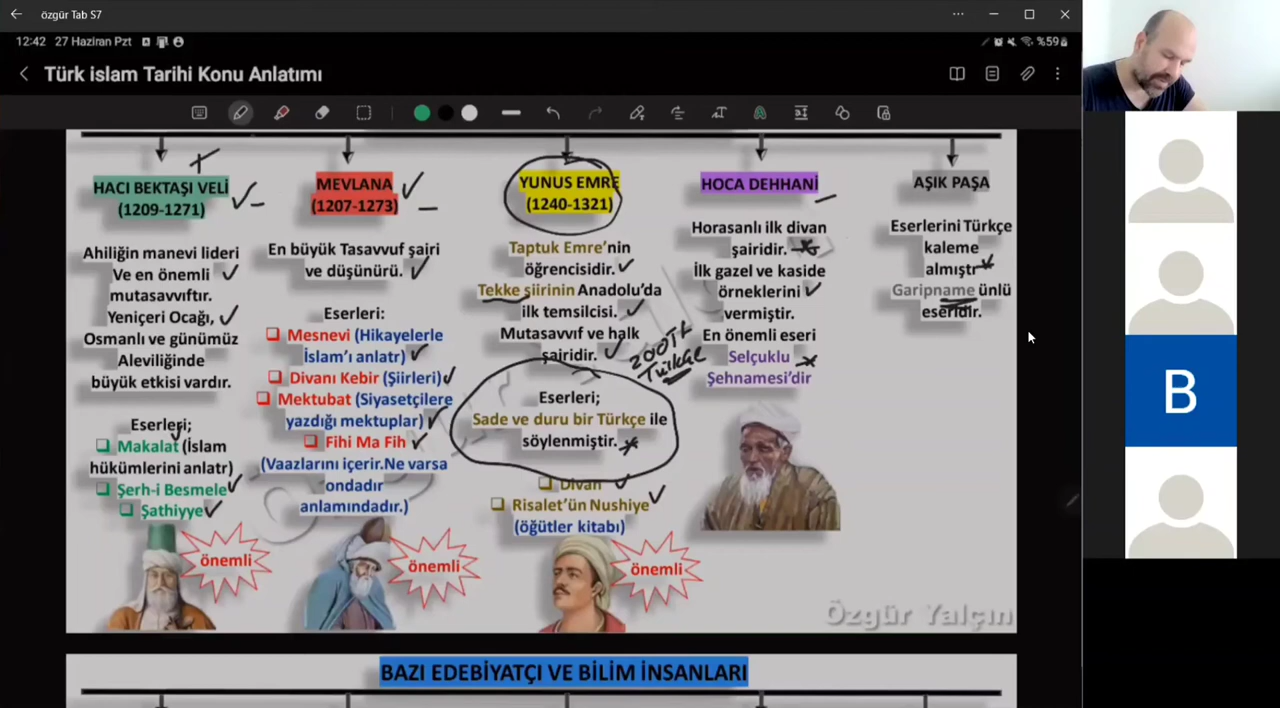 özgür Tab S7
12:42 27 Haziran Pzt
%59
Türk islam Tarihi Konu Anlatımı
HACI BEKTAŞI VELİ
(1209-1271)
Ahiliğin manevi lideri
Ve en önemli
mutasavvıftır.
Yeniçeri Ocağı,
Osmanlı ve günümüz
Aleviliğinde
büyük etkisi vardır.
Eserleri;
Makalat (İslam
hükümlerini anlatr)
Şerh-i Besmele
Şathiyye
önemli
MEVLANA
(1207-1273)
En büyük Tasavvuf şairi
ve düşünürü.
Eserleri:
Mesnevi (Hikayelerle
İslam’ı anlatr)
Divanı Kebir (Şiirleri)
Mektubat (Siyasetçilere
yazdığı mektuplar)
Fihi Ma Fih
(Vaazlarını içerir.Ne varsa
ondadır
anlamındadır.)
önemli
YUNUS EMRE
(1240-1321)
Taptuk Emre’nin
öğrencisidir.
Tekke şiirinin Anadolu’da
ilk temsilcisi.
Mutasavvıf ve halk
şairidir.
200TL
Türkçe
Eserleri;
Sade ve duru bir Türkçe ile
söylenmiştir.
Divan
Risalet’ün Nushiye
(öğütler kitabı)
önemli
HOCA DEHHANİ
Horasanlı ilk divan
şairidir.
İlk gazel ve kaside
örneklerini
vermiştir.
En önemli eseri
Selçuklu
Şehnamesi’dir
AŞIK PAŞA
Eserlerini Türkçe
kaleme
almıştr
Garipname ünlü
eseridir.
Özgür Yalçın
BAZI EDEBİYATÇI VE BİLİM İNSANLARI
B